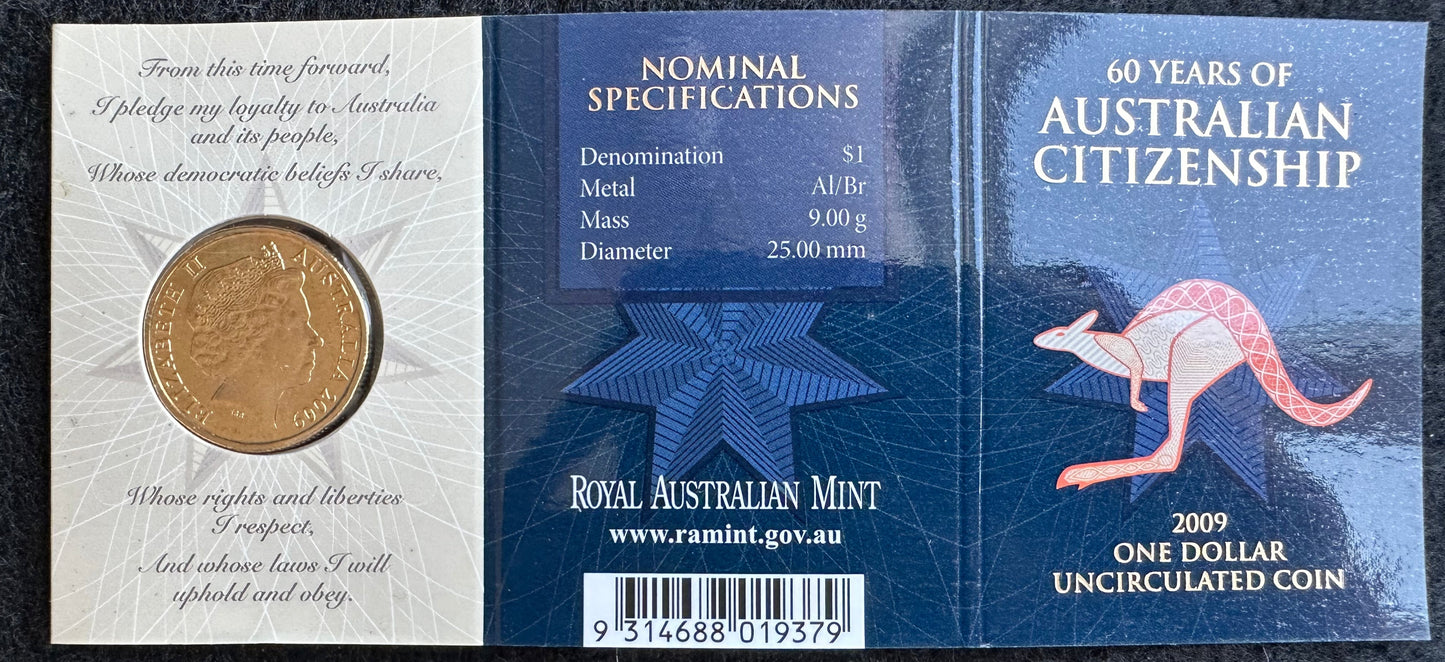 From this time forward,
I pledge my loyalty to Australia
and its people,
Whose democratic beliefs I share,
ELIZABETH II AUSTRALIA 2009
Whose rights and liberties
I respect,
And whose laws I will
uphold and obey.
NOMINAL
SPECIFICATIONS
Denomination $1
Metal Al/Br
Mass 9.00 g
Diameter 25.00 mm
ROYAL AUSTRALIAN MINT
www.ramint.gov.au
9 314688 019379
60 YEARS OF
AUSTRALIAN
CITIZENSHIP
2009
ONE DOLLAR
UNCIRCULATED COIN